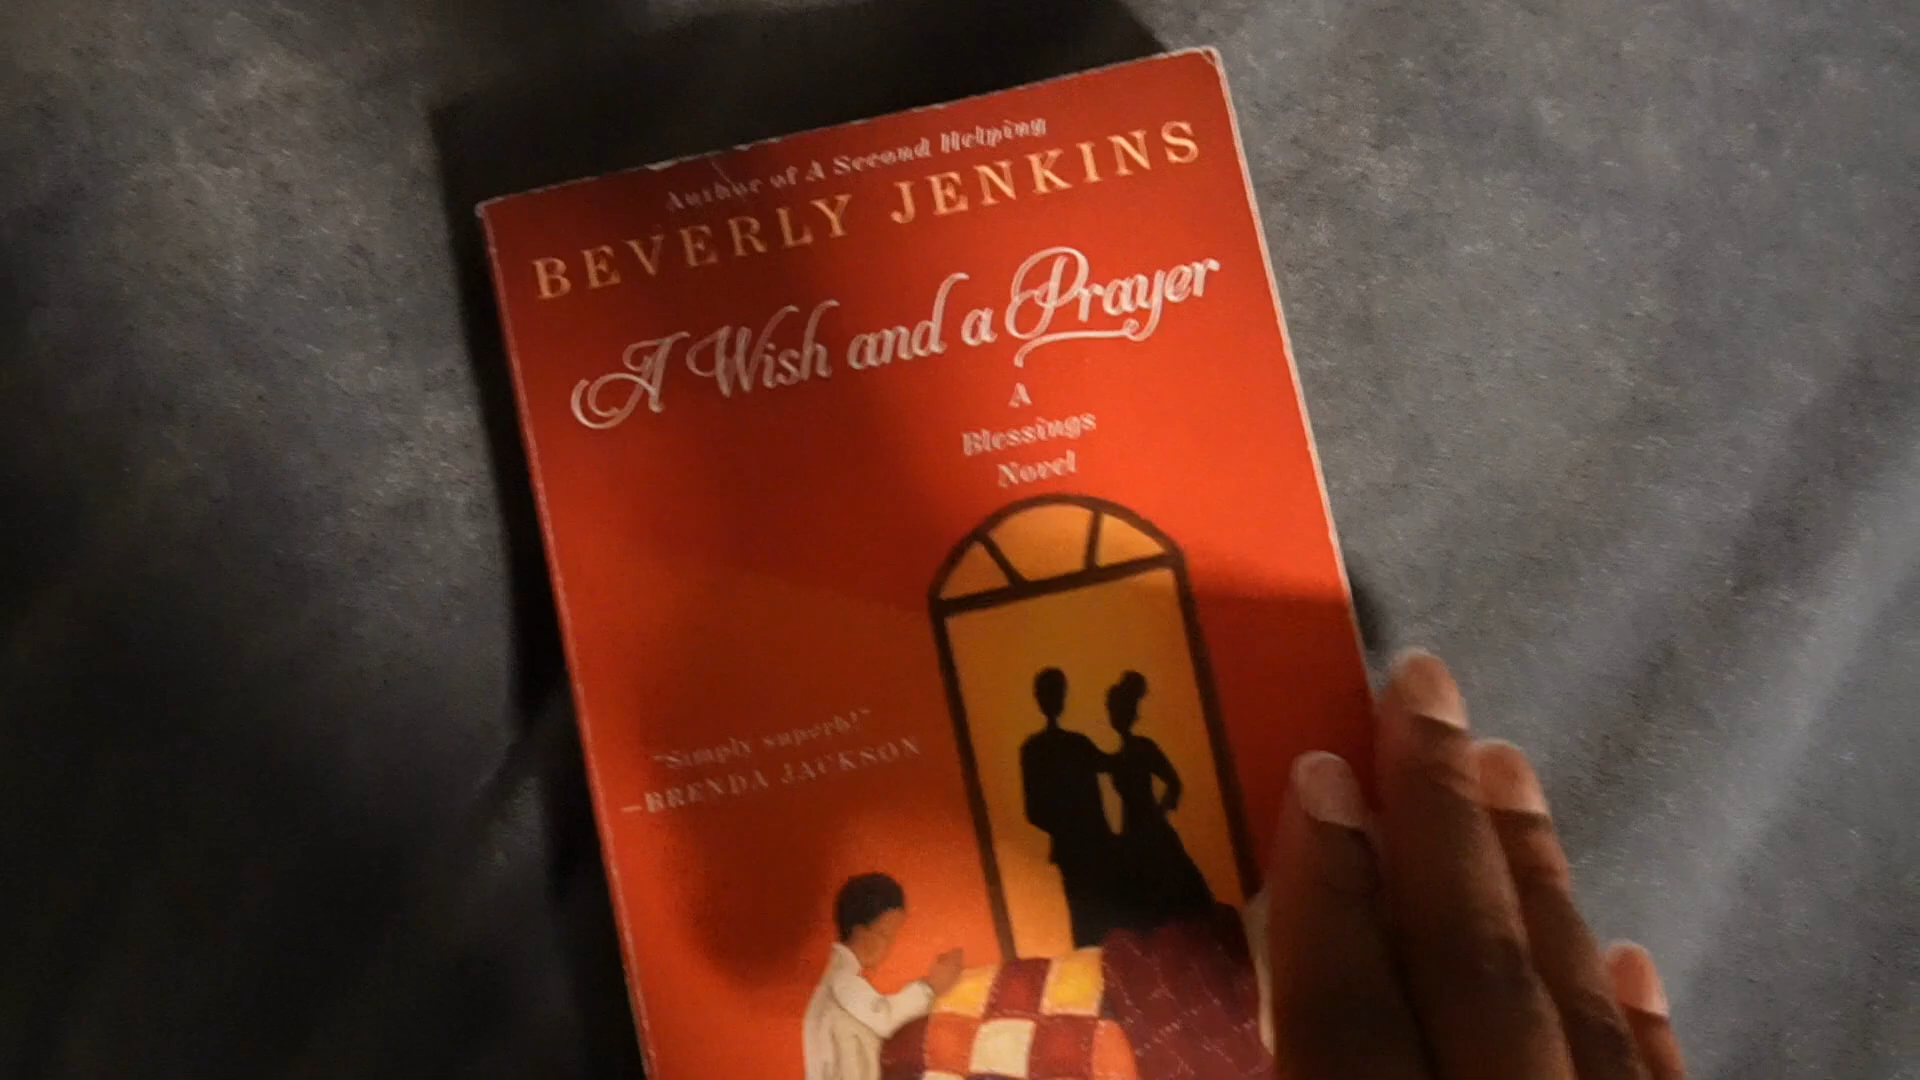 Author of A Second Helping
BEVERLY JENKINS
A Wish and a Prayer
A
Blessings
Novel
"Simply superb!"
—BRENDA JACKSON